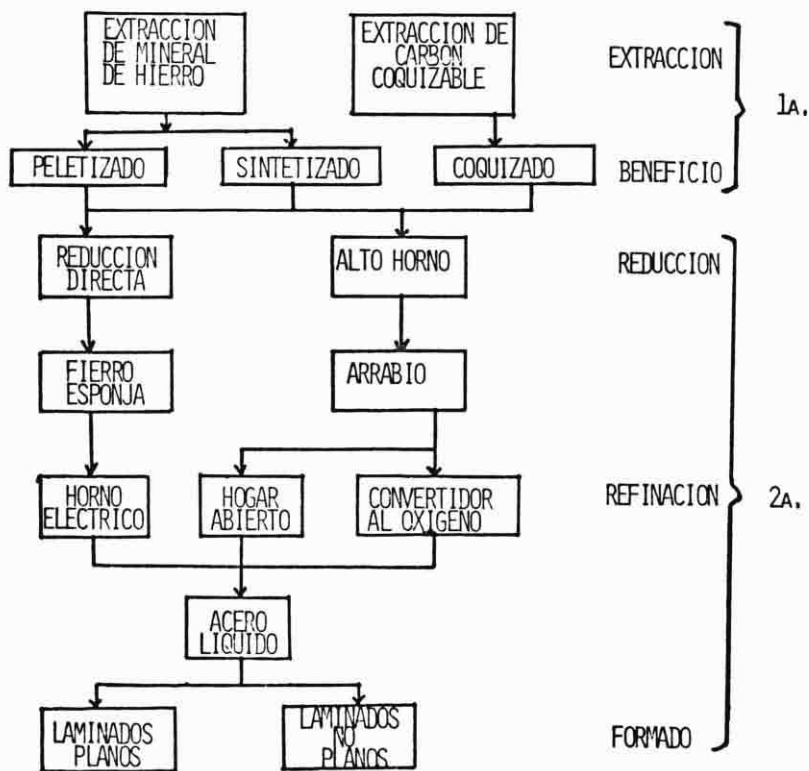 EXTRACCION
DE MINERAL
DE HIERRO
EXTRACCION DE
CARBON
COQUIZABLE
EXTRACCION
1A.
PELETIZADO
SINTETIZADO
COQUIZADO
BENEFICIO
REDUCCION
DIRECTA
ALTO HORNO
REDUCCION
FIERRO
ESPONJA
ARRABIO
HORNO
ELECTRICO
HOGAR
ABIERTO
CONVERTIDOR
AL OXIGENO
REFINACION
2A.
ACERO
LIQUIDO
LAMINADOS
PLANOS
LAMINADOS
NO
PLANOS
FORMADO